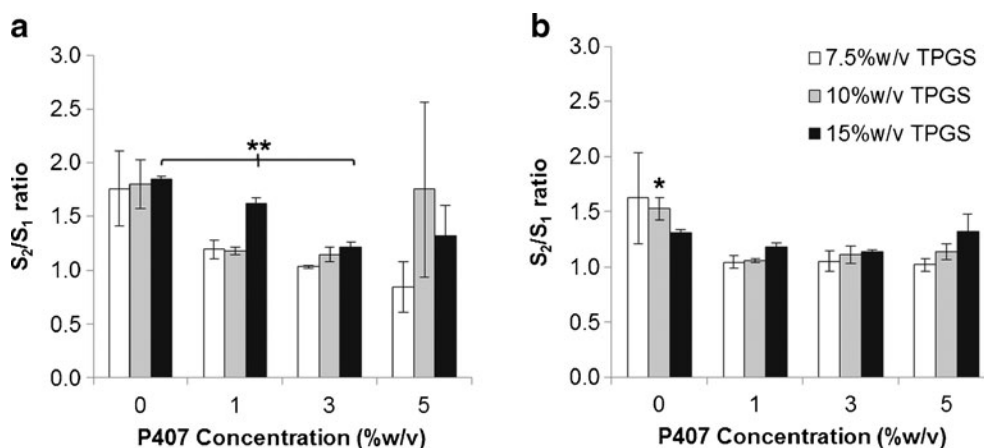 a
3.0
2.5
2.0
1.5
1.0
0.5
0.0
S₂/S₁ ratio
**
0 1 3 5
P407 Concentration (%w/v)
b
3.0
2.5
2.0
1.5
1.0
0.5
0.0
S₂/S₁ ratio
7.5%w/v TPGS
10%w/v TPGS
15%w/v TPGS
*
0 1 3 5
P407 Concentration (%w/v)